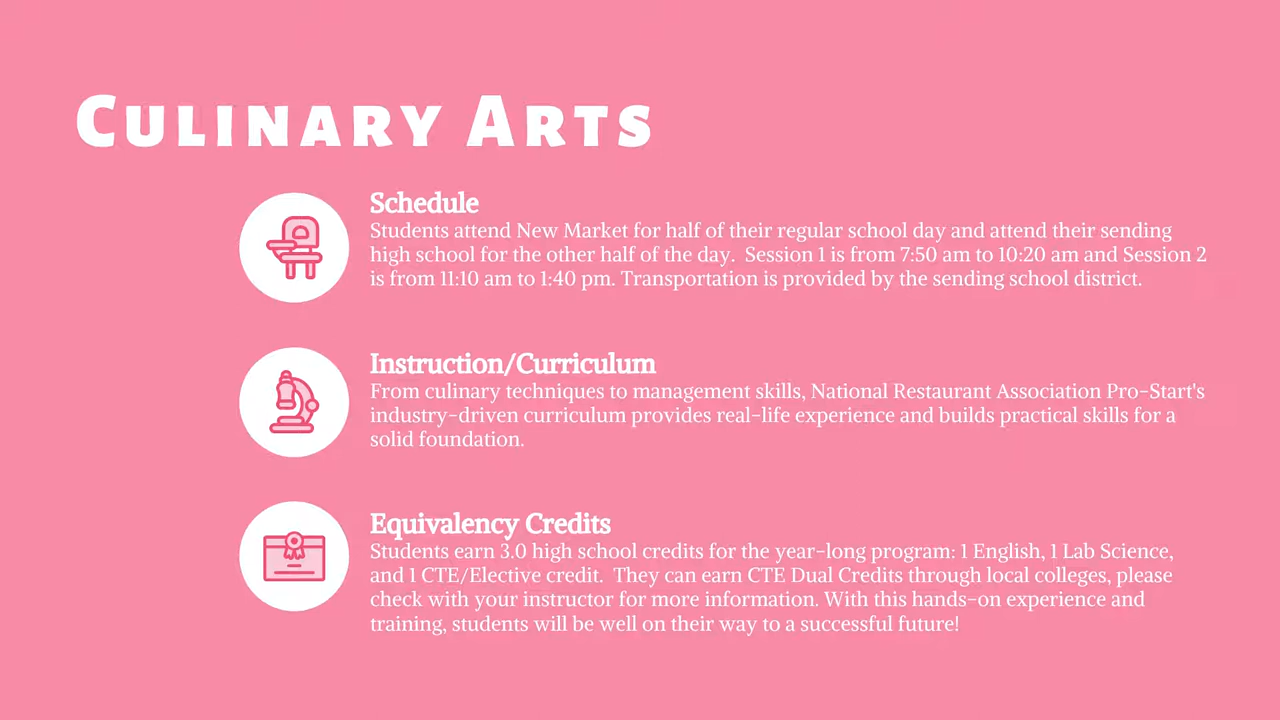 Culinary Arts
Schedule
Students attend New Market for half of their regular school day and attend their sending
high school for the other half of the day.  Session 1 is from 7:50 am to 10:20 am and Session 2
is from 11:10 am to 1:40 pm. Transportation is provided by the sending school district.
Instruction/Curriculum
From culinary techniques to management skills, National Restaurant Association Pro-Start's
industry-driven curriculum provides real-life experience and builds practical skills for a
solid foundation.
Equivalency Credits
Students earn 3.0 high school credits for the year-long program: 1 English, 1 Lab Science,
and 1 CTE/Elective credit.  They can earn CTE Dual Credits through local colleges, please
check with your instructor for more information. With this hands-on experience and
training, students will be well on their way to a successful future!